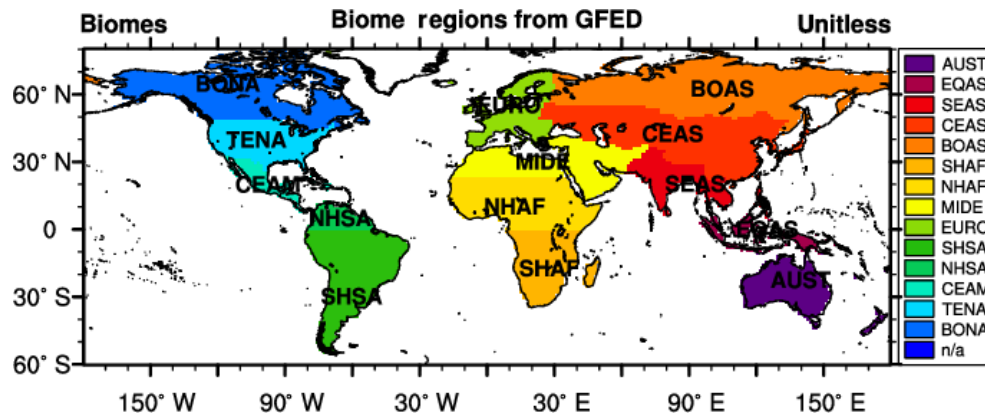 Biomes Biome regions from GFED Unitless
60° N
30° N
0
30° S
60° S
150° W 90° W 30° W 30° E 90° E 150° E
BONA
TENA
CEAM
NHSA
SHSA
EURO
MIDE
NHAF
SHAF
BOAS
CEAS
SEAS
EQAS
AUST
AUST
EQAS
SEAS
CEAS
BOAS
SHAF
NHAF
MIDE
EURO
SHSA
NHSA
CEAM
TENA
BONA
n/a